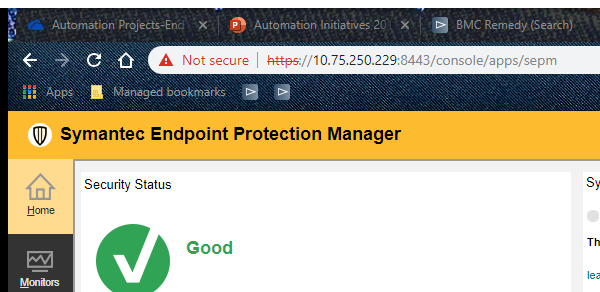 Automation Projects-End
Automation Initiatives 20
BMC Remedy (Search)
Not secure | https://10.75.250.229:8443/console/apps/sepm
Apps
Managed bookmarks
Symantec Endpoint Protection Manager
Home
Monitors
Security Status
Good
Sy
Th
lea